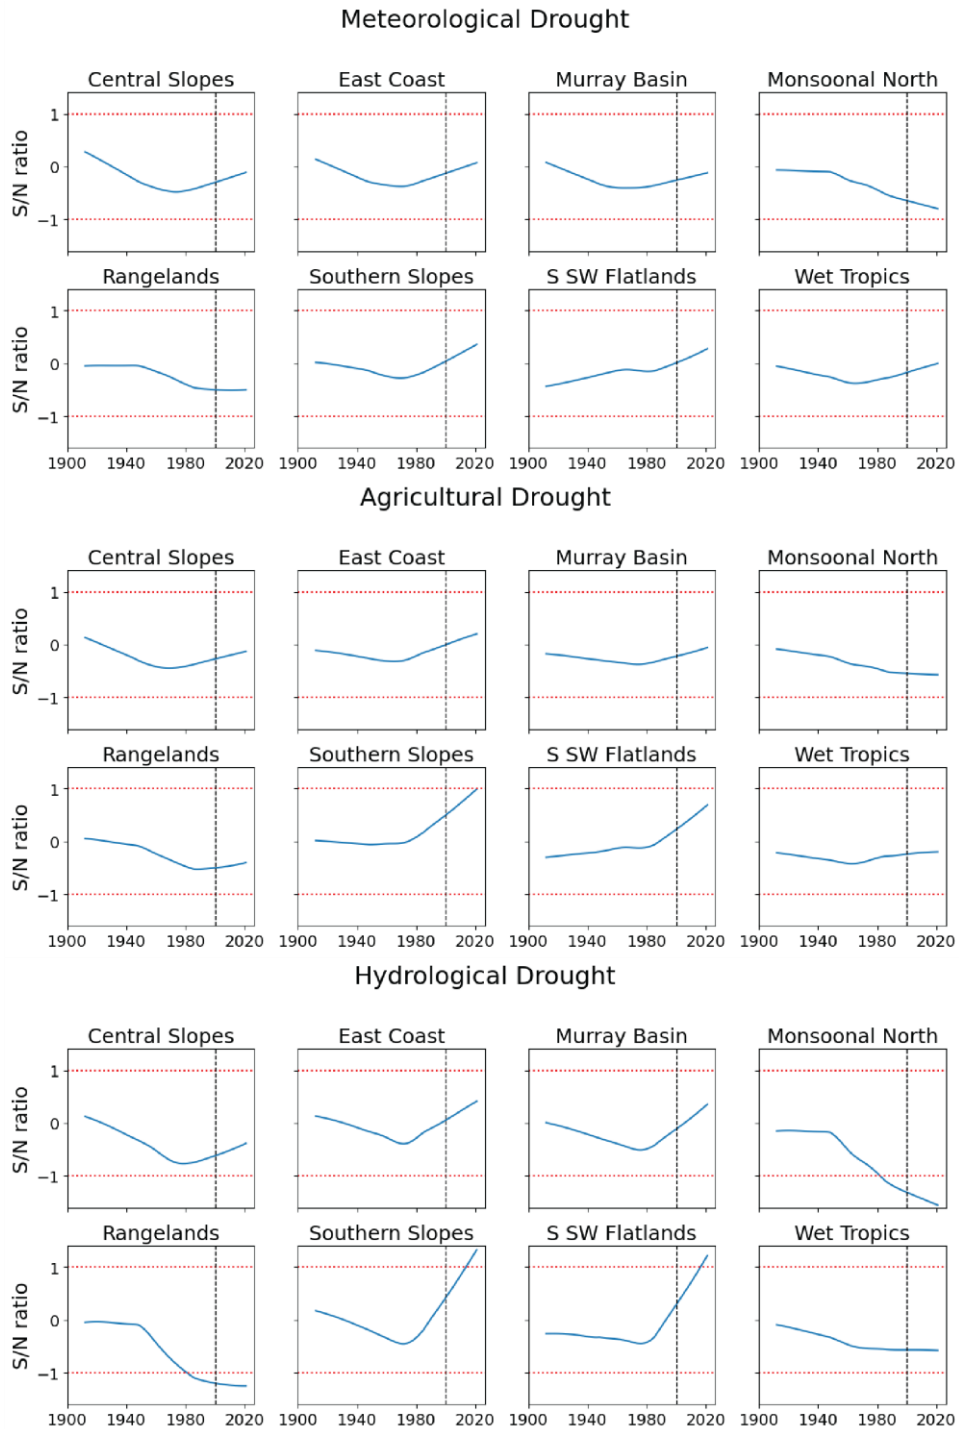 Meteorological Drought
Central Slopes East Coast Murray Basin Monsoonal North
S/N ratio
1
0
−1
Rangelands Southern Slopes S SW Flatlands Wet Tropics
S/N ratio
1
0
−1
1900 1940 1980 2020 1900 1940 1980 2020 1900 1940 1980 2020 1900 1940 1980 2020
Agricultural Drought
Central Slopes East Coast Murray Basin Monsoonal North
S/N ratio
1
0
−1
Rangelands Southern Slopes S SW Flatlands Wet Tropics
S/N ratio
1
0
−1
1900 1940 1980 2020 1900 1940 1980 2020 1900 1940 1980 2020 1900 1940 1980 2020
Hydrological Drought
Central Slopes East Coast Murray Basin Monsoonal North
S/N ratio
1
0
−1
Rangelands Southern Slopes S SW Flatlands Wet Tropics
S/N ratio
1
0
−1
1900 1940 1980 2020 1900 1940 1980 2020 1900 1940 1980 2020 1900 1940 1980 2020